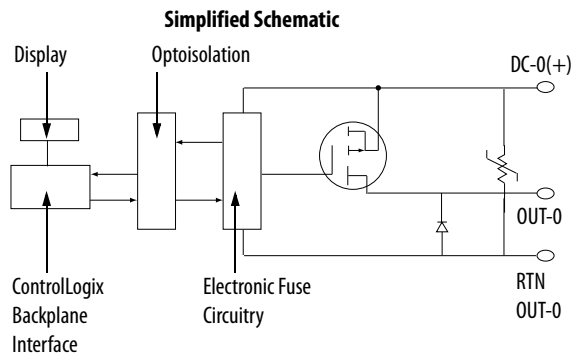 Simplified Schematic
Display
Optoisolation
DC-0(+)
OUT-0
ControlLogix
Backplane
Interface
Electronic Fuse
Circuitry
RTN
OUT-0